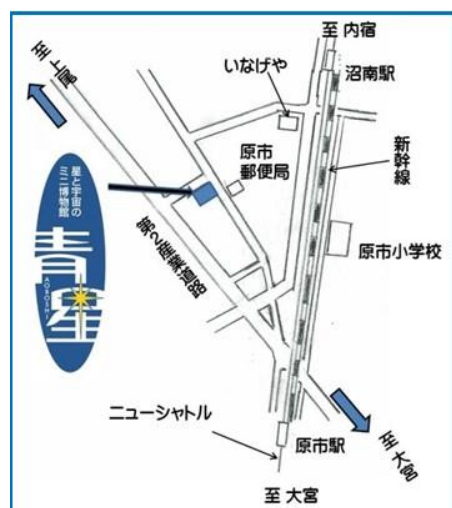 至 内宿
至 上尾
いなげや
沼南駅
新幹線
原市
郵便局
星と宇宙の
ミニ博物館
青星
AOBOSHI
第2産業道路
原市小学校
ニューシャトル
原市駅
至 大宮
至 大宮